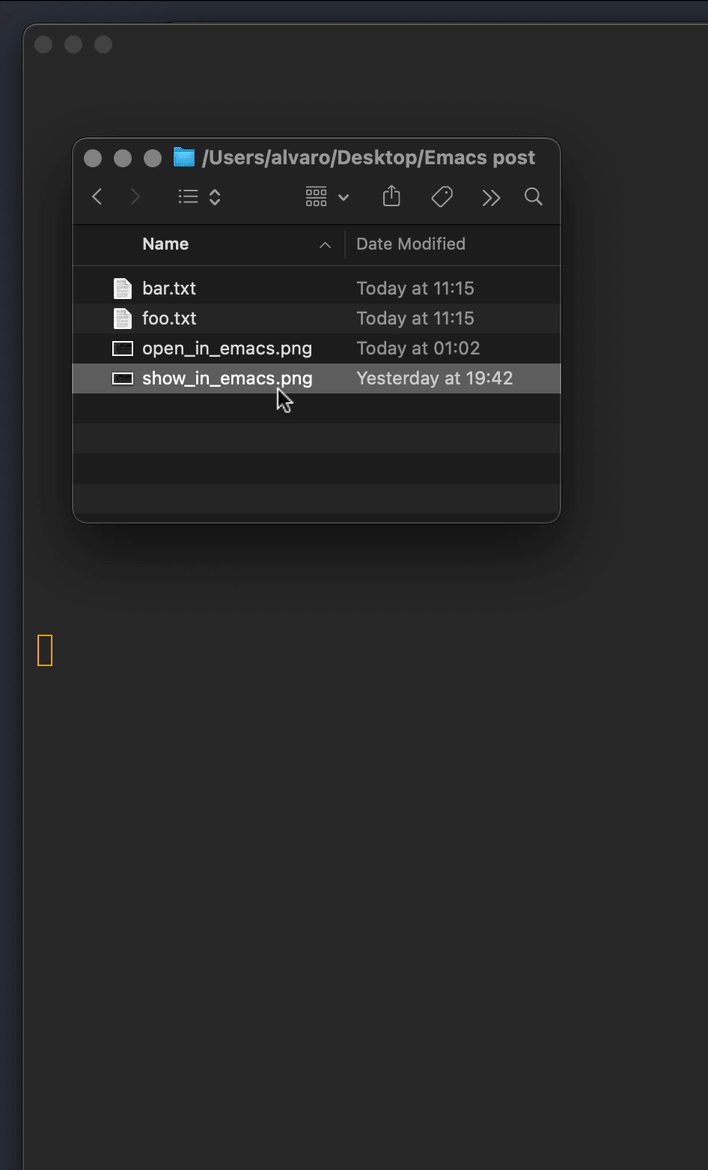 /Users/alvaro/Desktop/Emacs post
Name Date Modified
bar.txt Today at 11:15
foo.txt Today at 11:15
open_in_emacs.png Today at 01:02
show_in_emacs.png Yesterday at 19:42